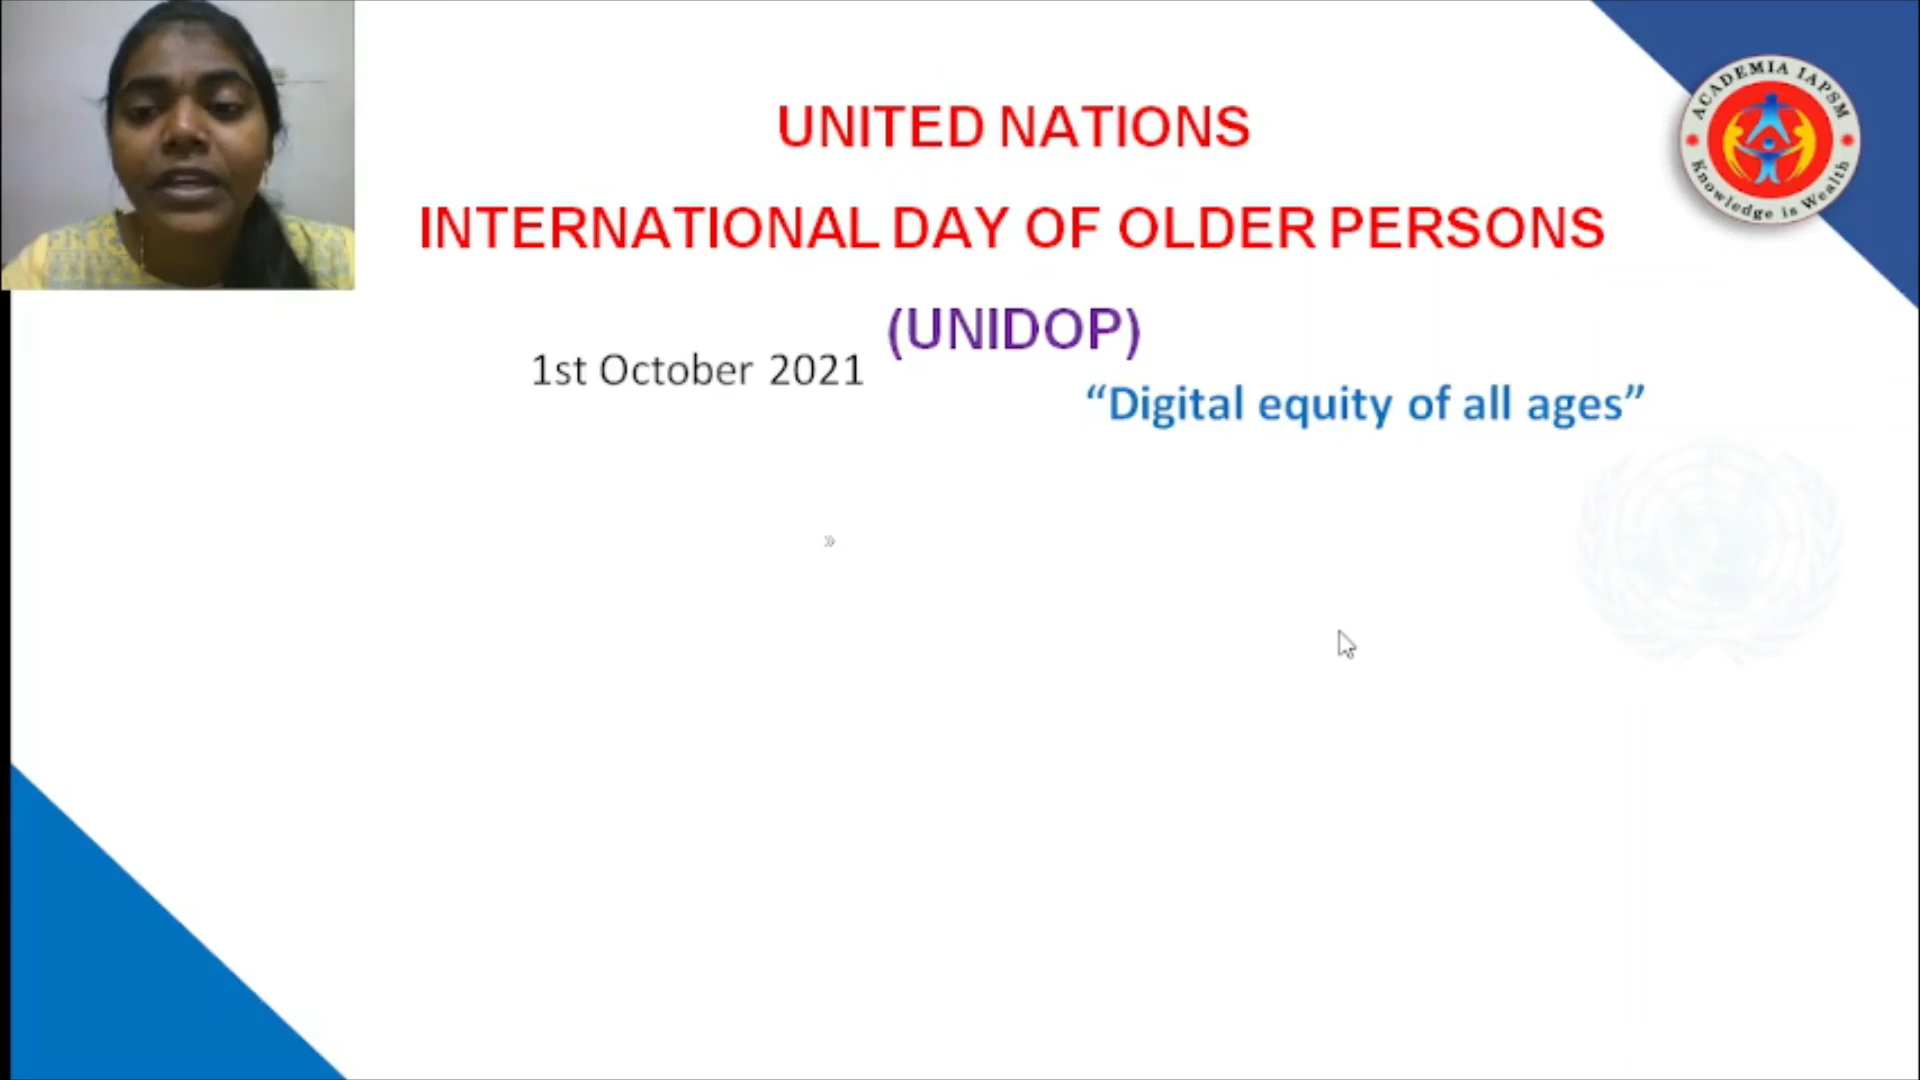 UNITED NATIONS
INTERNATIONAL DAY OF OLDER PERSONS
(UNIDOP)
1st October 2021
“Digital equity of all ages”
ACADEMIA IAPSM
Knowledge is Wealth
»